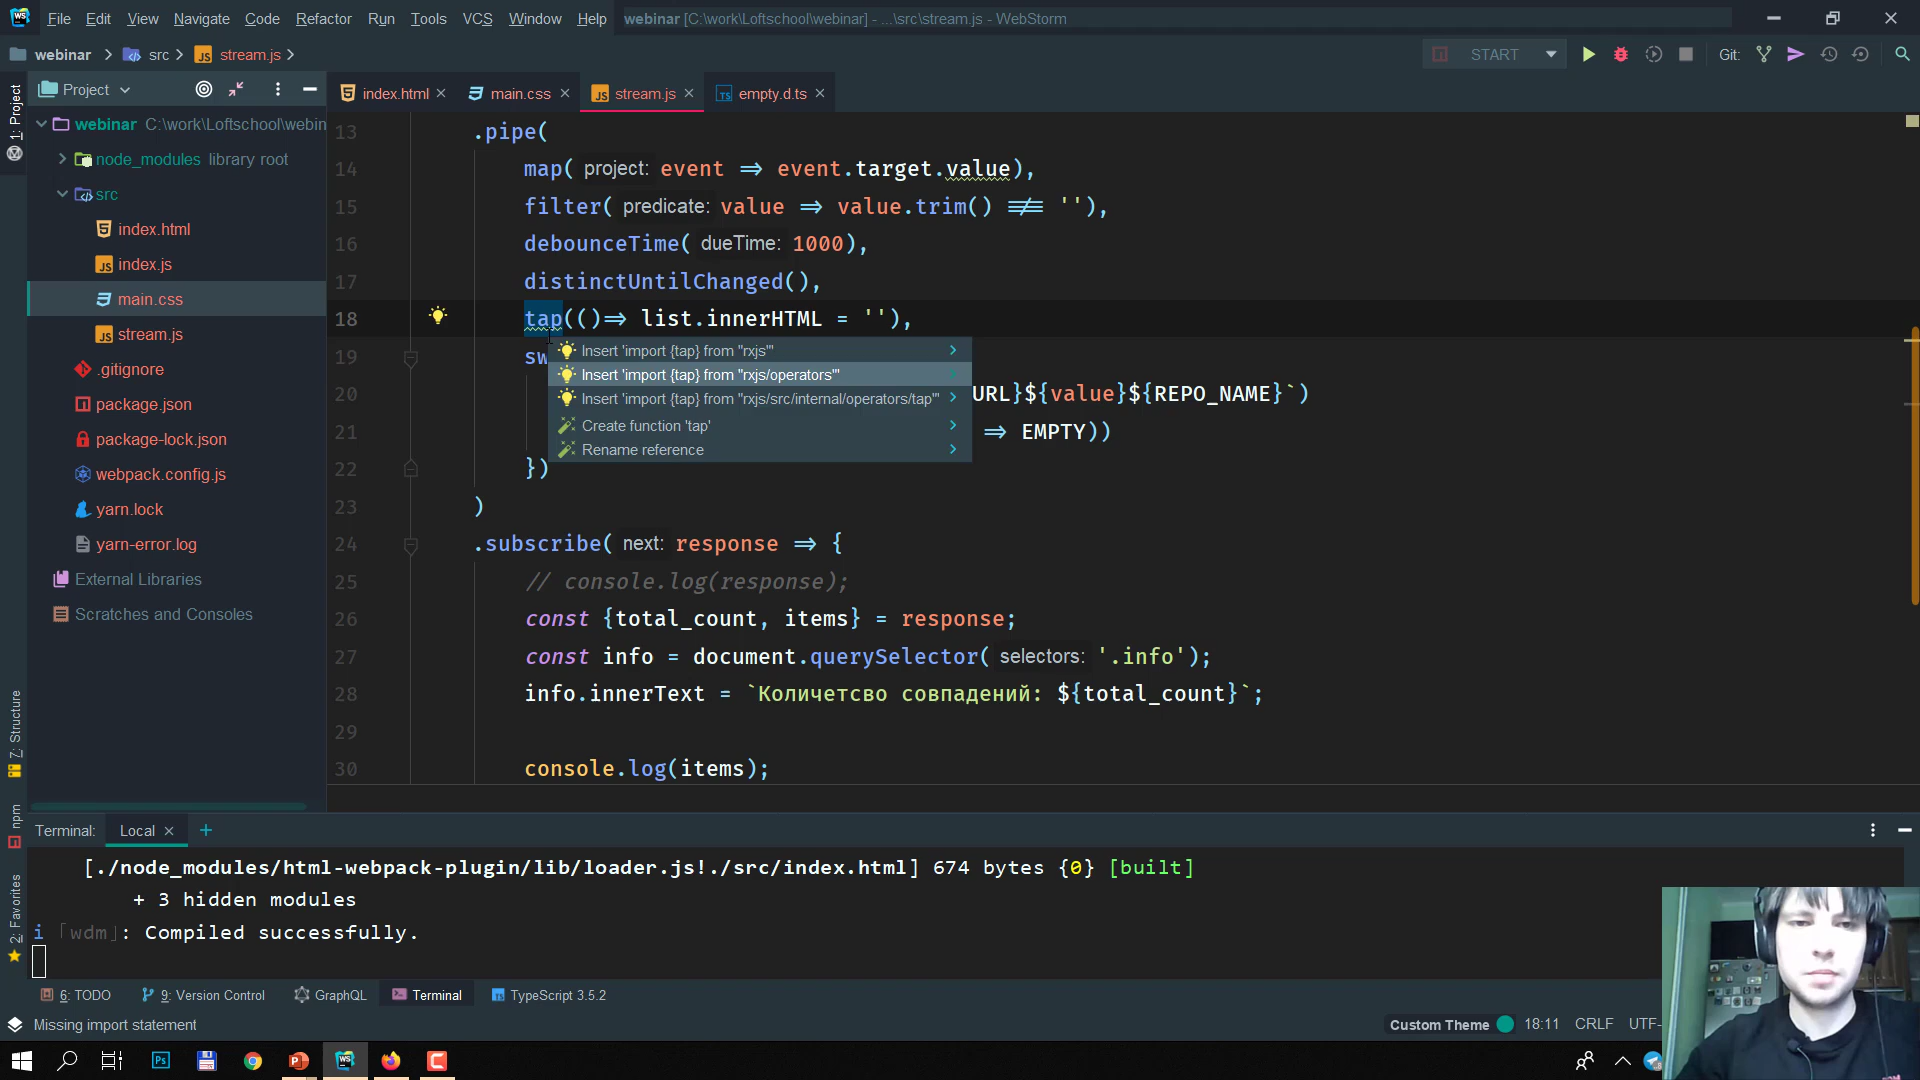 File Edit View Navigate Code Refactor Run Tools VCS Window Help webinar [C:\work\Loftschool\webinar] - ...\src\stream.js - WebStorm
webinar src stream.js START Git:
1: Project
Project
index.html main.css stream.js empty.d.ts
webinar C:\work\Loftschool\webin
node_modules library root
src
index.html
index.js
main.css
stream.js
.gitignore
package.json
package-lock.json
webpack.config.js
yarn.lock
yarn-error.log
External Libraries
Scratches and Consoles
13 .pipe(
14 map( project: event => event.target.value),
15 filter( predicate: value => value.trim() !== ''),
16 debounceTime( dueTime: 1000),
17 distinctUntilChanged(),
18 tap(()=> list.innerHTML = ''),
19 sw
Insert 'import {tap} from "rxjs"'
Insert 'import {tap} from "rxjs/operators"'
20 URL}${value}${REPO_NAME}`)
Insert 'import {tap} from "rxjs/src/internal/operators/tap"'
Create function 'tap'
21 => EMPTY))
Rename reference
22 })
23 )
24 .subscribe( next: response => {
25 // console.log(response);
26 const {total_count, items} = response;
27 const info = document.querySelector( selectors: '.info');
28 info.innerText = `Количетсво совпадений: ${total_count}`;
29
30 console.log(items);
7: Structure
npm
2: Favorites
Terminal: Local +
[./node_modules/html-webpack-plugin/lib/loader.js!./src/index.html] 674 bytes {0} [built]
+ 3 hidden modules
i ｢wdm｣: Compiled successfully.
6: TODO 9: Version Control GraphQL Terminal TypeScript 3.5.2
Missing import statement Custom Theme 18:11 CRLF UTF-